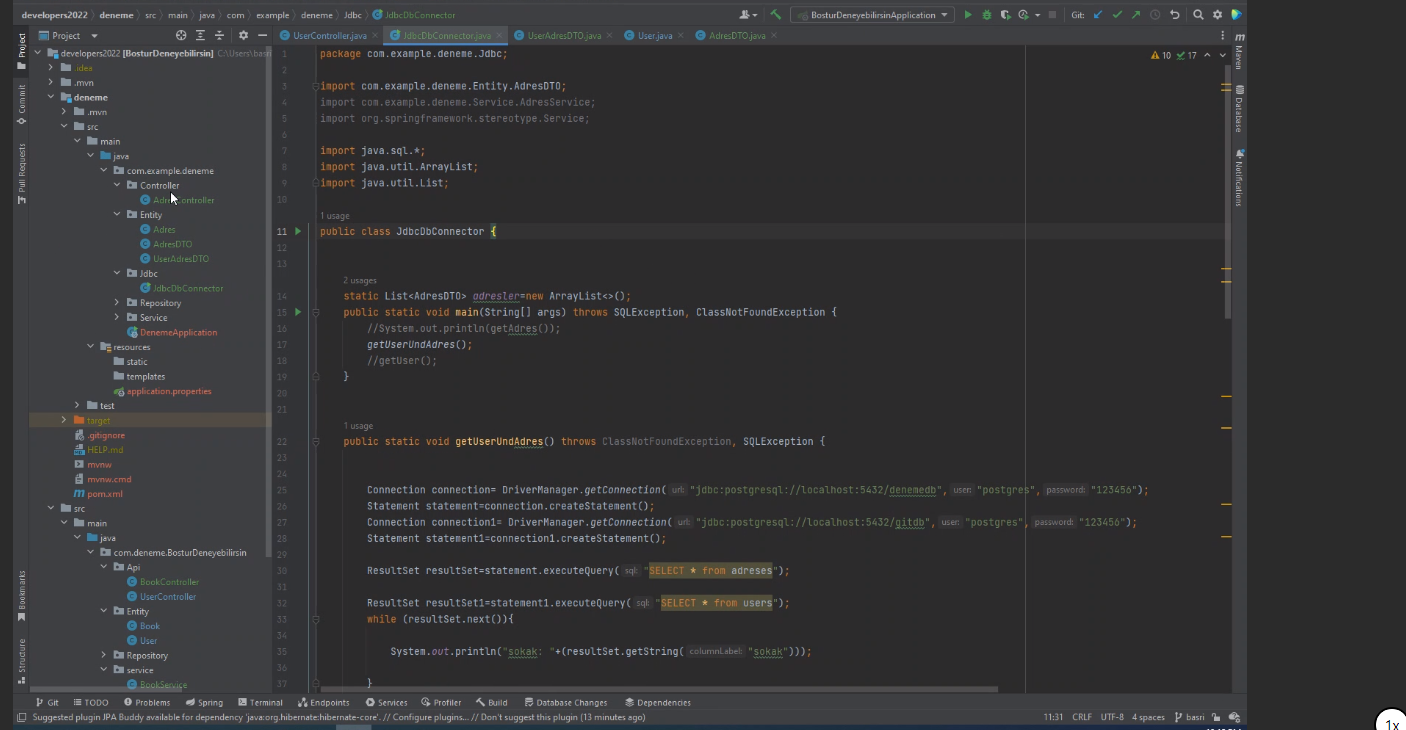 developers2022 deneme src main java com example deneme Jdbc JdbcDbConnector BosturDeneyebilirsinApplication Git:
Project UserController.java JdbcDbConnector.java UserAdresDTO.java User.java AdresDTO.java
Project
Commit
Pull Requests
Bookmarks
Structure
developers2022 [BosturDeneyebilirsin]
.idea
.mvn
deneme
.mvn
src
main
java
com.example.deneme
Controller
Entity
Adres
AdresDTO
UserAdresDTO
Jdbc
JdbcDbConnector
Repository
Service
DenemeApplication
resources
static
templates
application.properties
test
target
.gitignore
HELP.md
mvnw
mvnw.cmd
pom.xml
src
main
java
com.deneme.BosturDeneyebilirsin
Api
BookController
UserController
Entity
Book
User
Repository
service
BookService
10 17
1 package com.example.deneme.Jdbc;
2
3 import com.example.deneme.Entity.AdresDTO;
4 import com.example.deneme.Service.AdresService;
5 import org.springframework.stereotype.Service;
6
7 import java.sql.*;
8 import java.util.ArrayList;
9 import java.util.List;
10
1 usage
11 public class JdbcDbConnector {
12
13
2 usages
14 static List<AdresDTO> adresler=new ArrayList<>();
15 public static void main(String[] args) throws SQLException, ClassNotFoundException {
16 //System.out.println(getAdres());
17 getUserUndAdres();
18 //getUser();
19 }
20
21
1 usage
22 public static void getUserUndAdres() throws ClassNotFoundException, SQLException {
23
24
25 Connection connection= DriverManager.getConnection( url: "jdbc:postgresql://localhost:5432/denemedb", user: "postgres", password: "123456");
26 Statement statement=connection.createStatement();
27 Connection connection1= DriverManager.getConnection( url: "jdbc:postgresql://localhost:5432/gitdb", user: "postgres", password: "123456");
28 Statement statement1=connection1.createStatement();
29
30 ResultSet resultSet=statement.executeQuery( sql: "SELECT * from adreses");
31
32 ResultSet resultSet1=statement1.executeQuery( sql: "SELECT * from users");
33 while (resultSet.next()){
34
35 System.out.println("sokak: "+(resultSet.getString( columnLabel: "sokak")));
36
37 }
Maven
Database
Notifications
Git TODO Problems Spring Terminal Endpoints Services Profiler Build Database Changes Dependencies
Suggested plugin JPA Buddy available for dependency 'java:org.hibernate:hibernate-core'. // Configure plugins... // Don't suggest this plugin (13 minutes ago) 11:31 CRLF UTF-8 4 spaces basri
1x